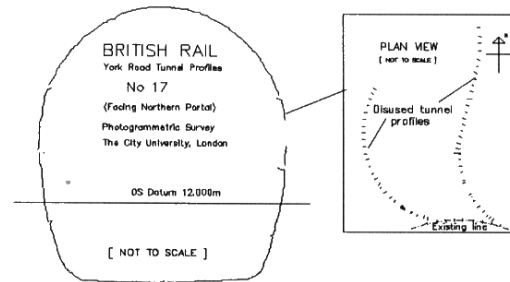 BRITISH RAIL
York Road Tunnel Profiles
No 17
(Facing Northern Portal)
Photogrammetric Survey
The City University, London
OS Datum 12.000m
[ NOT TO SCALE ]
PLAN VIEW
[ NOT TO SCALE ]
Disused tunnel
profiles
Existing line